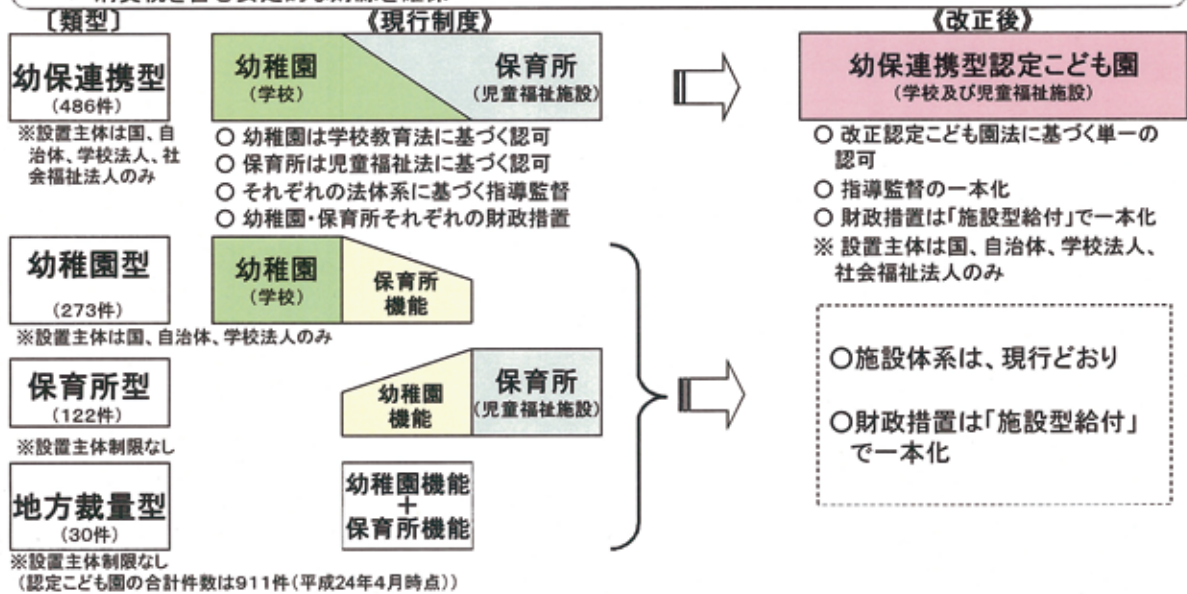 〔類型〕
《現行制度》
《改正後》
幼保連携型
(486件)
※設置主体は国、自
治体、学校法人、社
会福祉法人のみ
幼稚園
(学校)
保育所
(児童福祉施設)
○ 幼稚園は学校教育法に基づく認可
○ 保育所は児童福祉法に基づく認可
○ それぞれの法体系に基づく指導監督
○ 幼稚園・保育所それぞれの財政措置
幼保連携型認定こども園
(学校及び児童福祉施設)
○ 改正認定こども園法に基づく単一の
認可
○ 指導監督の一本化
○ 財政措置は「施設型給付」で一本化
※ 設置主体は国、自治体、学校法人、
社会福祉法人のみ
幼稚園型
(273件)
※設置主体は国、自治体、学校法人のみ
幼稚園
(学校)
保育所
機能
保育所型
(122件)
※設置主体制限なし
幼稚園
機能
保育所
(児童福祉施設)
地方裁量型
(30件)
※設置主体制限なし
幼稚園機能
+
保育所機能
○施設体系は、現行どおり
○財政措置は「施設型給付」
で一本化
(認定こども園の合計件数は911件(平成24年4月時点))